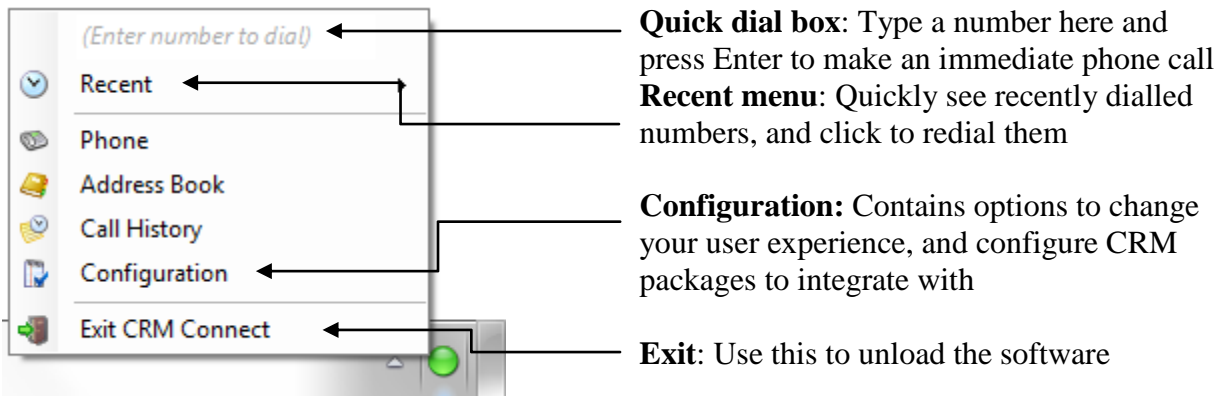 (Enter number to dial)
Recent
Phone
Address Book
Call History
Configuration
Exit CRM Connect
Quick dial box: Type a number here and
press Enter to make an immediate phone call
Recent menu: Quickly see recently dialled
numbers, and click to redial them
Configuration: Contains options to change
your user experience, and configure CRM
packages to integrate with
Exit: Use this to unload the software